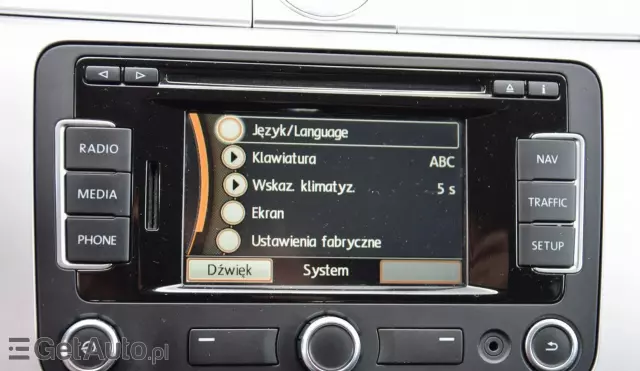 RADIO
MEDIA
PHONE
Język/Language
Klawiatura ABC
Wskaz. klimatyz. 5 s
Ekran
Ustawienia fabryczne
Dźwięk System
i
NAV
TRAFFIC
SETUP
GetAuto.pl